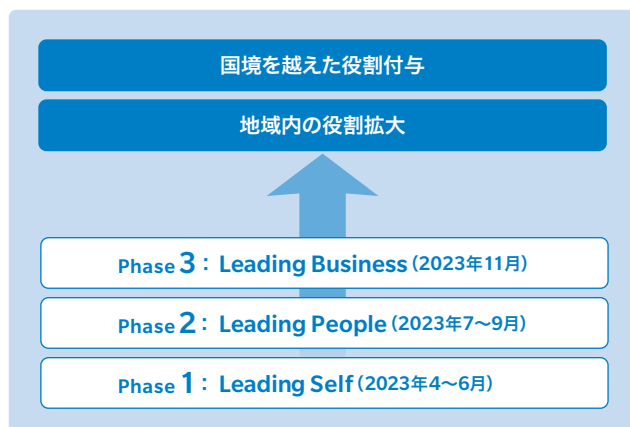 国境を越えた役割付与
地域内の役割拡大
Phase 3： Leading Business（2023年11月）
Phase 2： Leading People（2023年7～9月）
Phase 1： Leading Self（2023年4～6月）